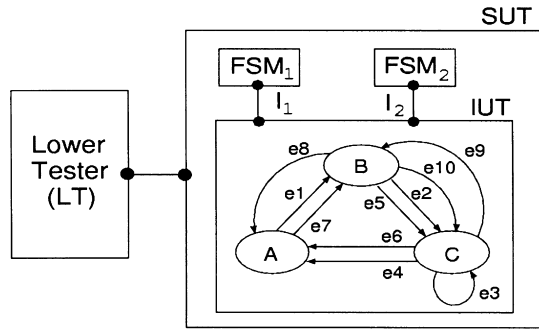 SUT
FSM1
FSM2
I1
I2
IUT
Lower
Tester
(LT)
e8
B
e9
e10
e1
e2
e7
e5
A
e6
C
e4
e3